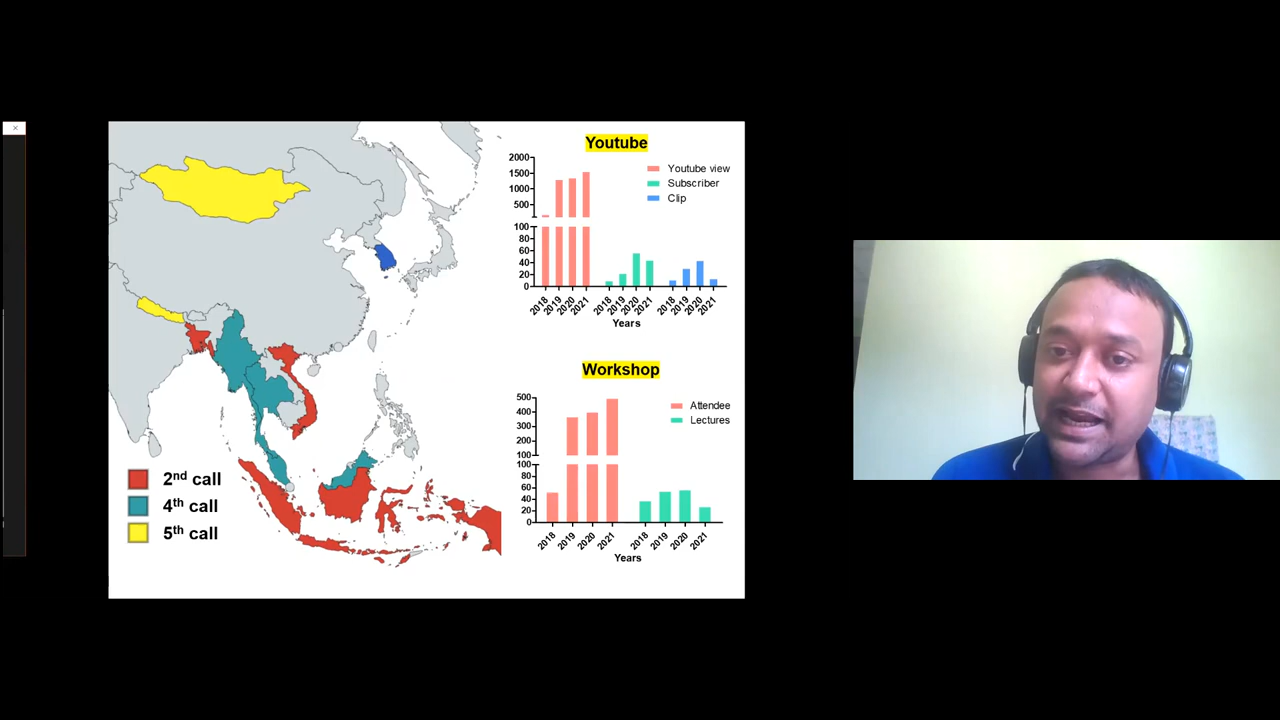 Youtube
2000
1500
1000
500
100
80
60
40
20
0
Youtube view
Subscriber
Clip
2018 2019 2020 2021 2018 2019 2020 2021 2018 2019 2020 2021
Years
Workshop
500
400
300
200
100
100
80
60
40
20
0
Attendee
Lectures
2018 2019 2020 2021 2018 2019 2020 2021
Years
2nd call
4th call
5th call